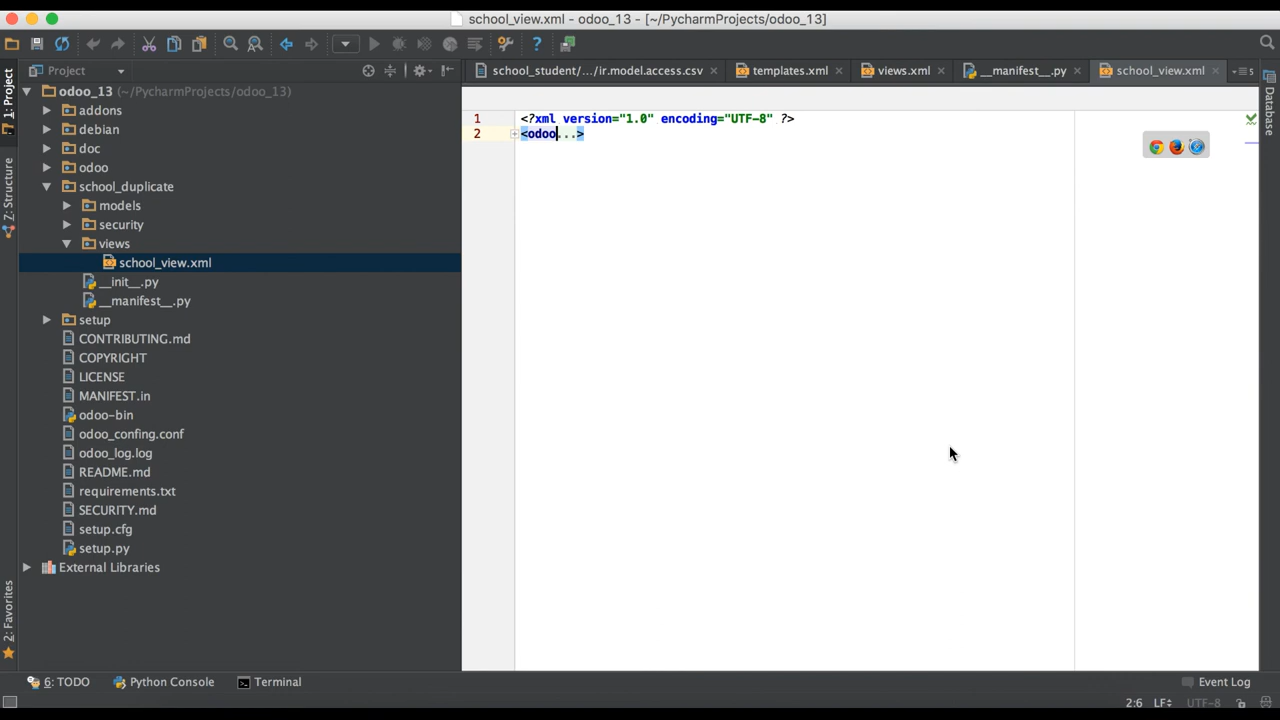 school_view.xml - odoo_13 - [~/PycharmProjects/odoo_13]
Project
school_student/.../ir.model.access.csv
templates.xml
views.xml
__manifest__.py
school_view.xml
5
1: Project
Z: Structure
2: Favorites
Database
odoo_13 (~/PycharmProjects/odoo_13)
addons
debian
doc
odoo
school_duplicate
models
security
views
school_view.xml
__init__.py
__manifest__.py
setup
CONTRIBUTING.md
COPYRIGHT
LICENSE
MANIFEST.in
odoo-bin
odoo_confing.conf
odoo_log.log
README.md
requirements.txt
SECURITY.md
setup.cfg
setup.py
External Libraries
1 <?xml version="1.0" encoding="UTF-8" ?>
2 <odoo...>
6: TODO
Python Console
Terminal
Event Log
2:6 LF UTF-8